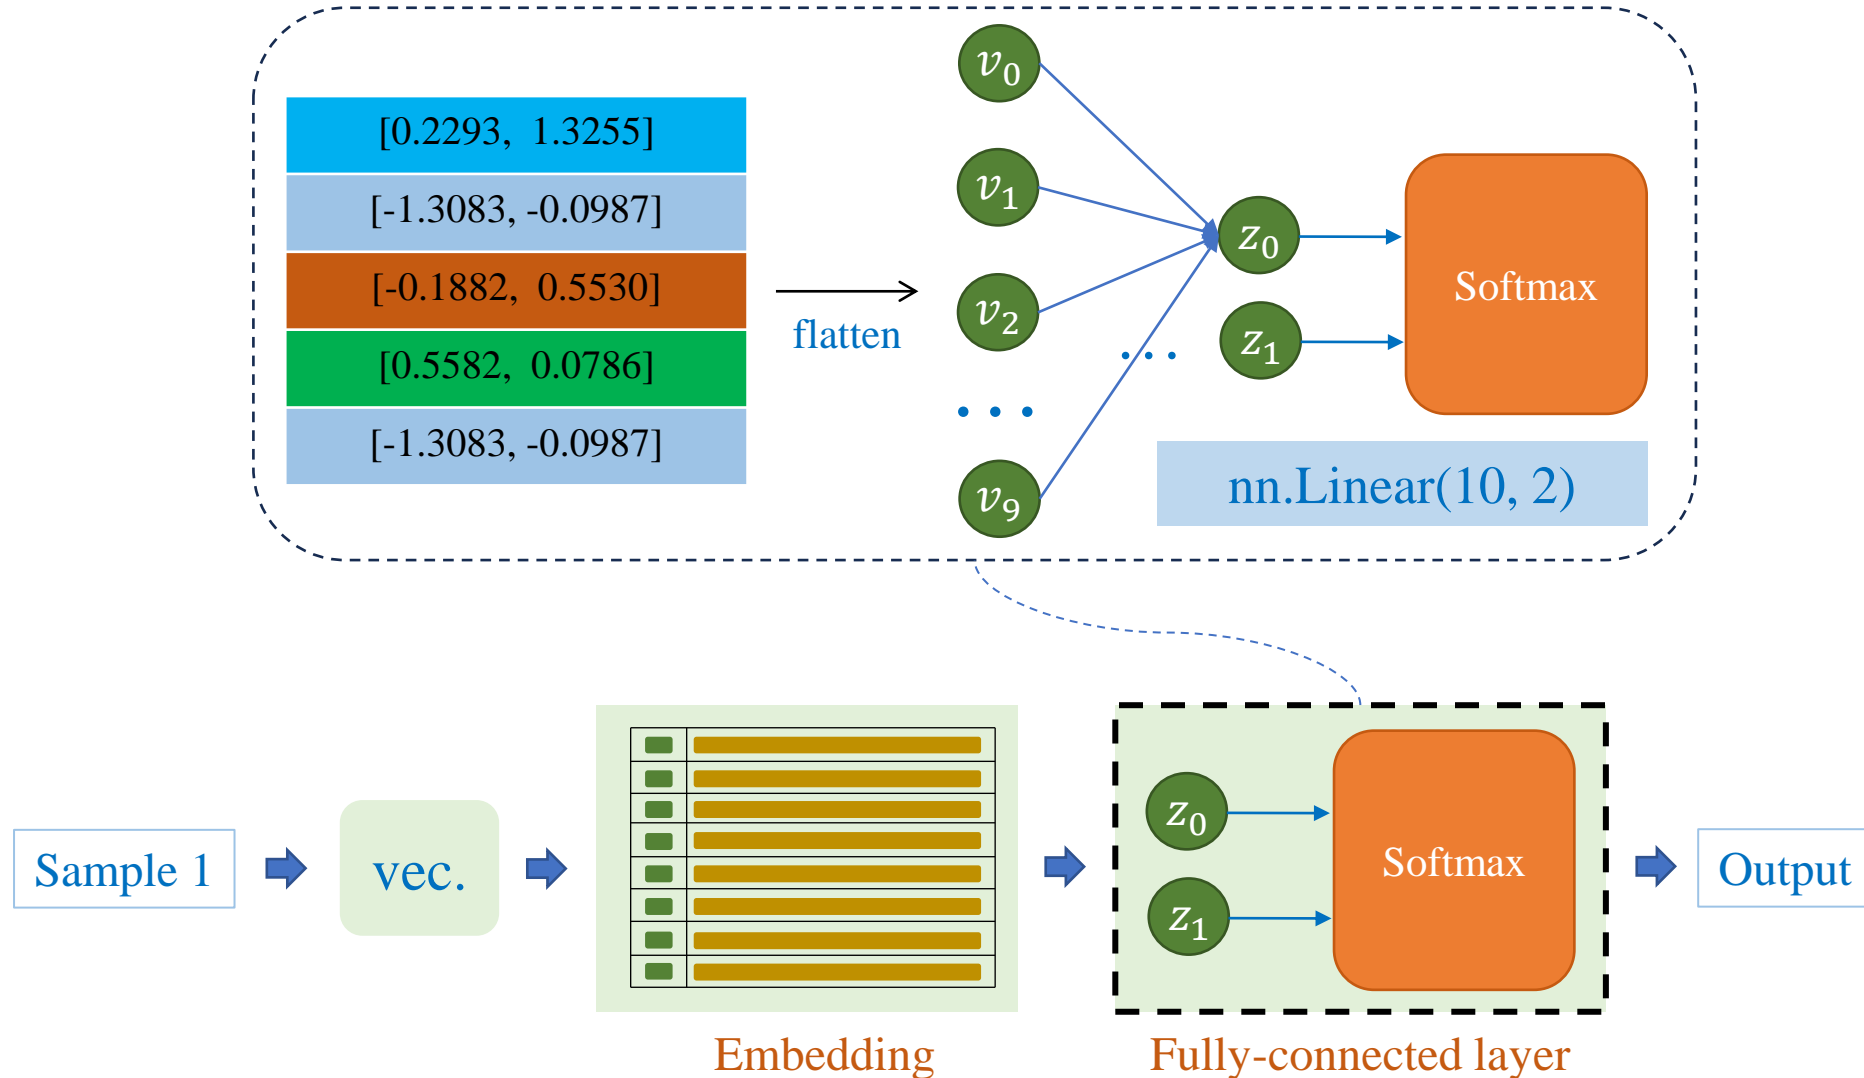 [0.2293, 1.3255]
[-1.3083, -0.0987]
[-0.1882, 0.5530]
[0.5582, 0.0786]
[-1.3083, -0.0987]
flatten
v₀
v₁
v₂
. . .
v₉
. . .
z₀
z₁
Softmax
nn.Linear(10, 2)
Sample 1
vec.
Embedding
z₀
z₁
Softmax
Fully-connected layer
Output